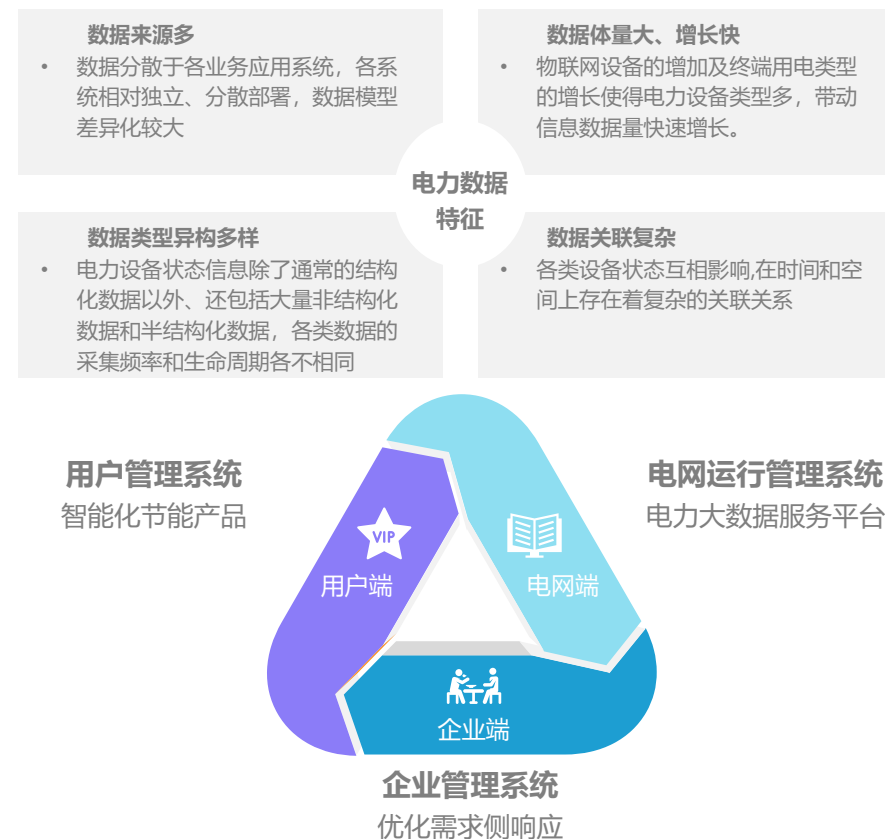 数据来源多
• 数据分散于各业务应用系统，各系
统相对独立、分散部署，数据模型
差异化较大
数据体量大、增长快
• 物联网设备的增加及终端用电类型
的增长使得电力设备类型多，带动
信息数据量快速增长。
电力数据
特征
数据类型异构多样
• 电力设备状态信息除了通常的结构
化数据以外、还包括大量非结构化
数据和半结构化数据，各类数据的
采集频率和生命周期各不相同
数据关联复杂
• 各类设备状态互相影响,在时间和空
间上存在着复杂的关联关系
用户管理系统
智能化节能产品
电网运行管理系统
电力大数据服务平台
VIP
用户端
电网端
企业端
企业管理系统
优化需求侧响应